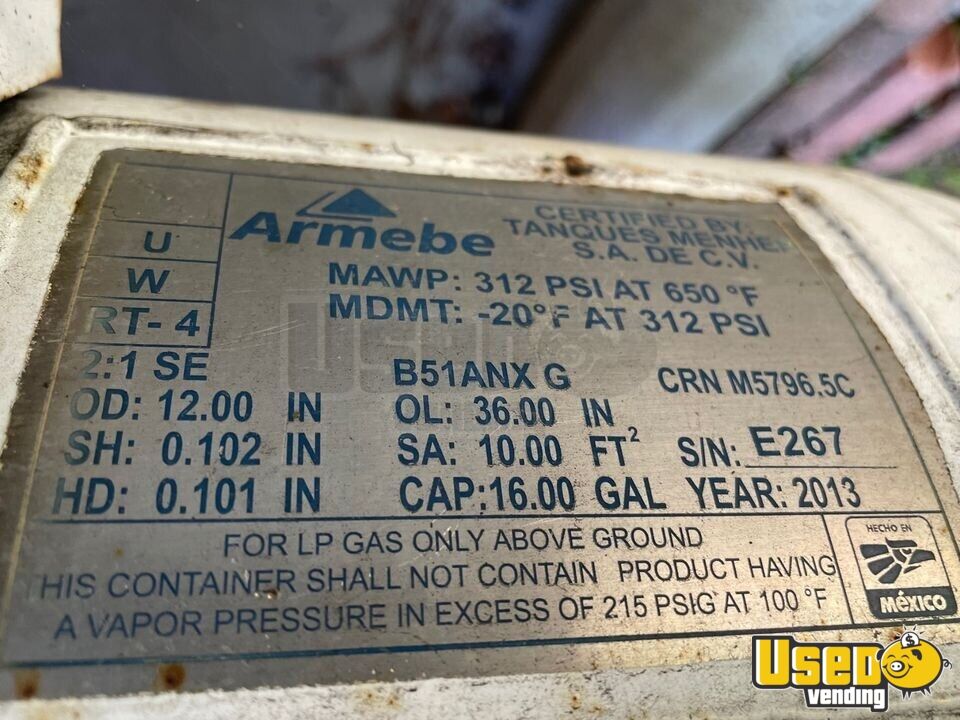 U
W
RT- 4
2:1 SE
Armebe
CERTIFIED BY:
TANQUES MENHER
S.A. DE C.V.
MAWP: 312 PSI AT 650 °F
MDMT: -20°F AT 312 PSI
B51ANX G
CRN M5796.5C
OD: 12.00 IN
OL: 36.00 IN
SH: 0.102 IN
SA: 10.00 FT²
S/N: E267
HD: 0.101 IN
CAP:16.00 GAL
YEAR: 2013
FOR LP GAS ONLY ABOVE GROUND
THIS CONTAINER SHALL NOT CONTAIN PRODUCT HAVING
A VAPOR PRESSURE IN EXCESS OF 215 PSIG AT 100 °F
HECHO EN
MéXICO
USED
Vending